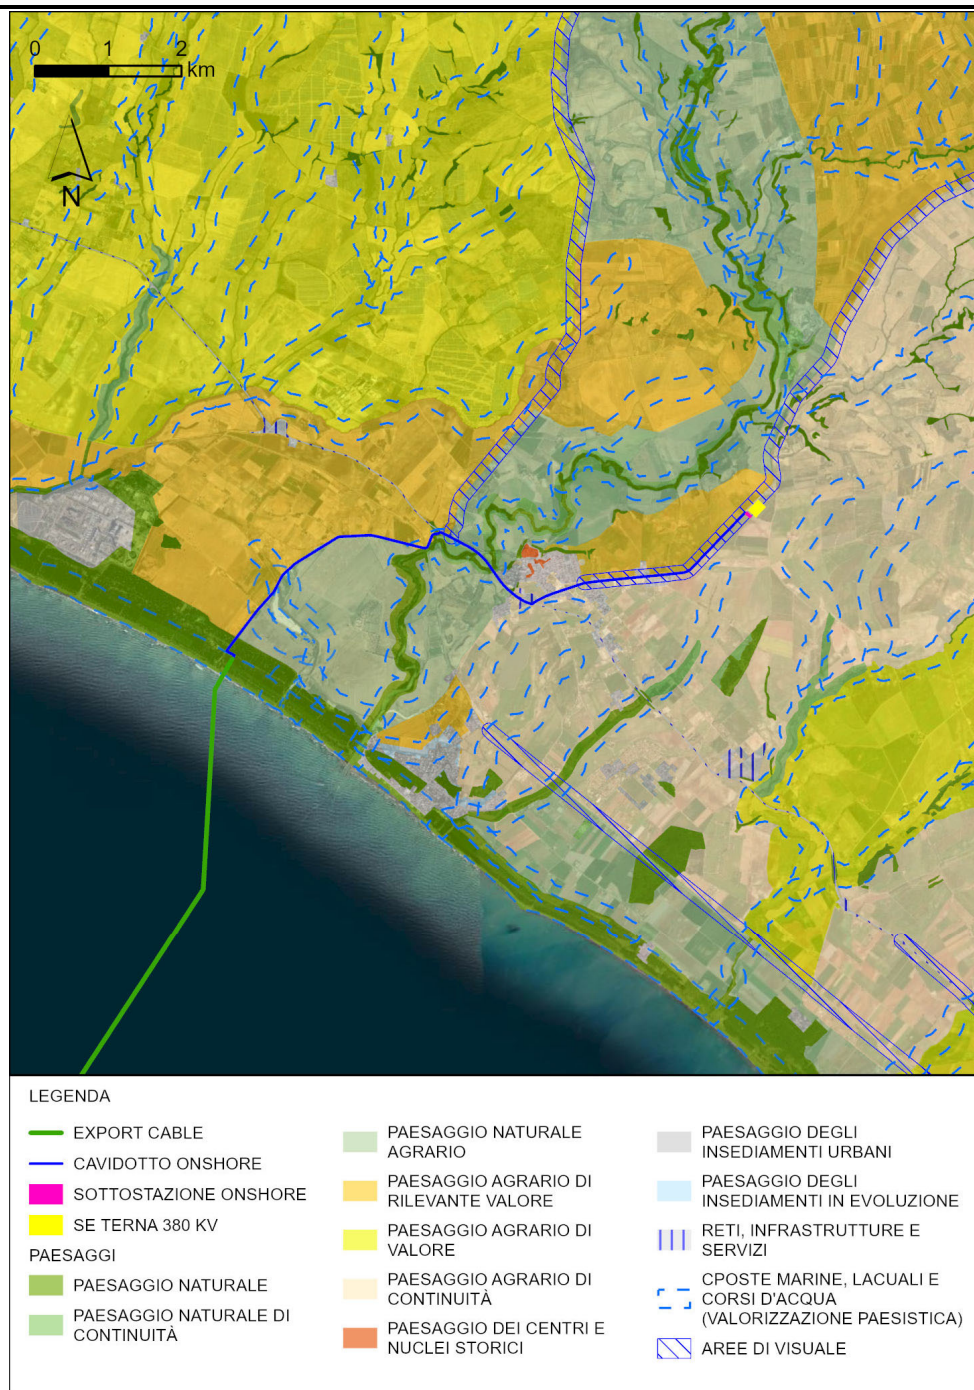 0 1 2
km
N
LEGENDA
EXPORT CABLE
CAVIDOTTO ONSHORE
SOTTOSTAZIONE ONSHORE
SE TERNA 380 KV
PAESAGGI
PAESAGGIO NATURALE
PAESAGGIO NATURALE DI
CONTINUITÀ
PAESAGGIO NATURALE
AGRARIO
PAESAGGIO AGRARIO DI
RILEVANTE VALORE
PAESAGGIO AGRARIO DI
VALORE
PAESAGGIO AGRARIO DI
CONTINUITÀ
PAESAGGIO DEI CENTRI E
NUCLEI STORICI
PAESAGGIO DEGLI
INSEDIAMENTI URBANI
PAESAGGIO DEGLI
INSEDIAMENTI IN EVOLUZIONE
RETI, INFRASTRUTTURE E
SERVIZI
CPOSTE MARINE, LACUALI E
CORSI D'ACQUA
(VALORIZZAZIONE PAESISTICA)
AREE DI VISUALE